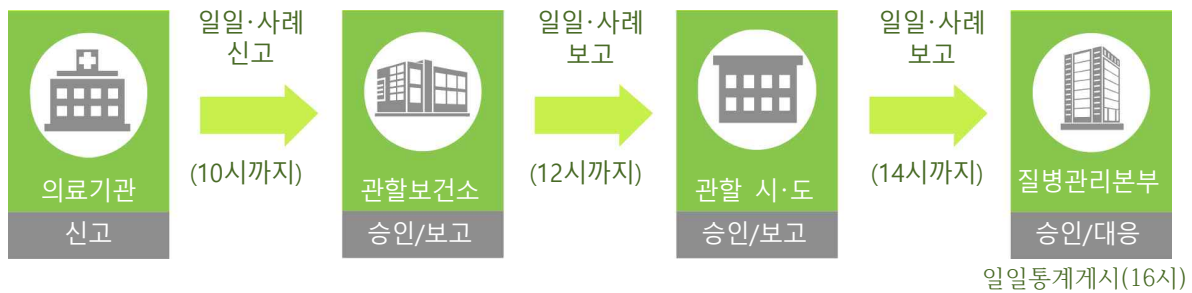 일일·사례
신고
일일·사례
보고
일일·사례
보고
(10시까지)
(12시까지)
(14시까지)
의료기관
관할보건소
관할 시·도
질병관리본부
신고
승인/보고
승인/보고
승인/대응
일일통계게시(16시)